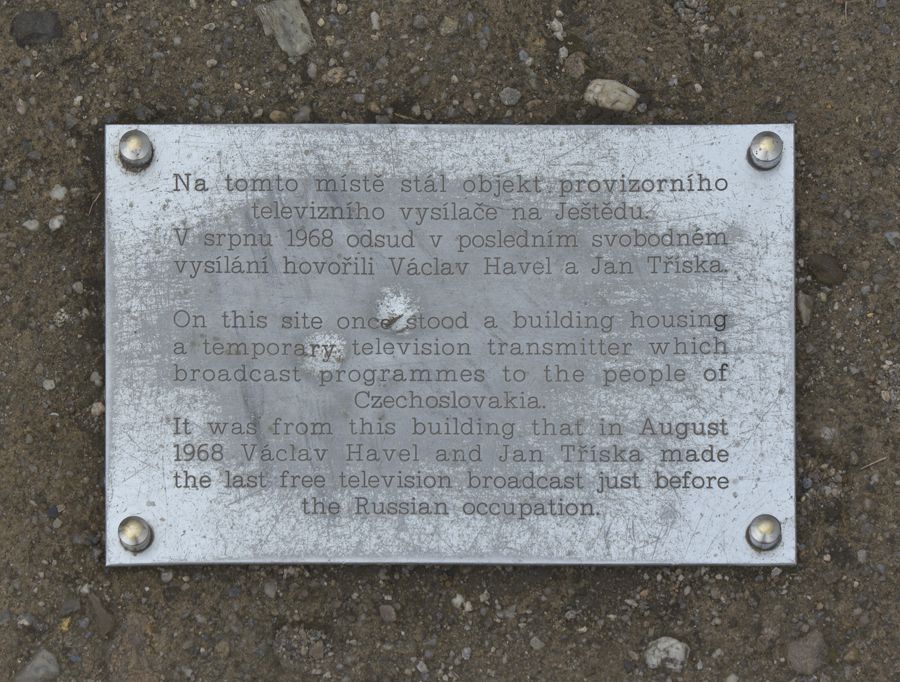 Na tomto místě stál objekt provizorního
televizního vysílače na Ještědu.
V srpnu 1968 odsud v posledním svobodném
vysílání hovořili Václav Havel a Jan Tříska.
On this site once stood a building housing
a temporary television transmitter which
broadcast programmes to the people of
Czechoslovakia.
It was from this building that in August
1968 Václav Havel and Jan Tříska made
the last free television broadcast just before
the Russian occupation.